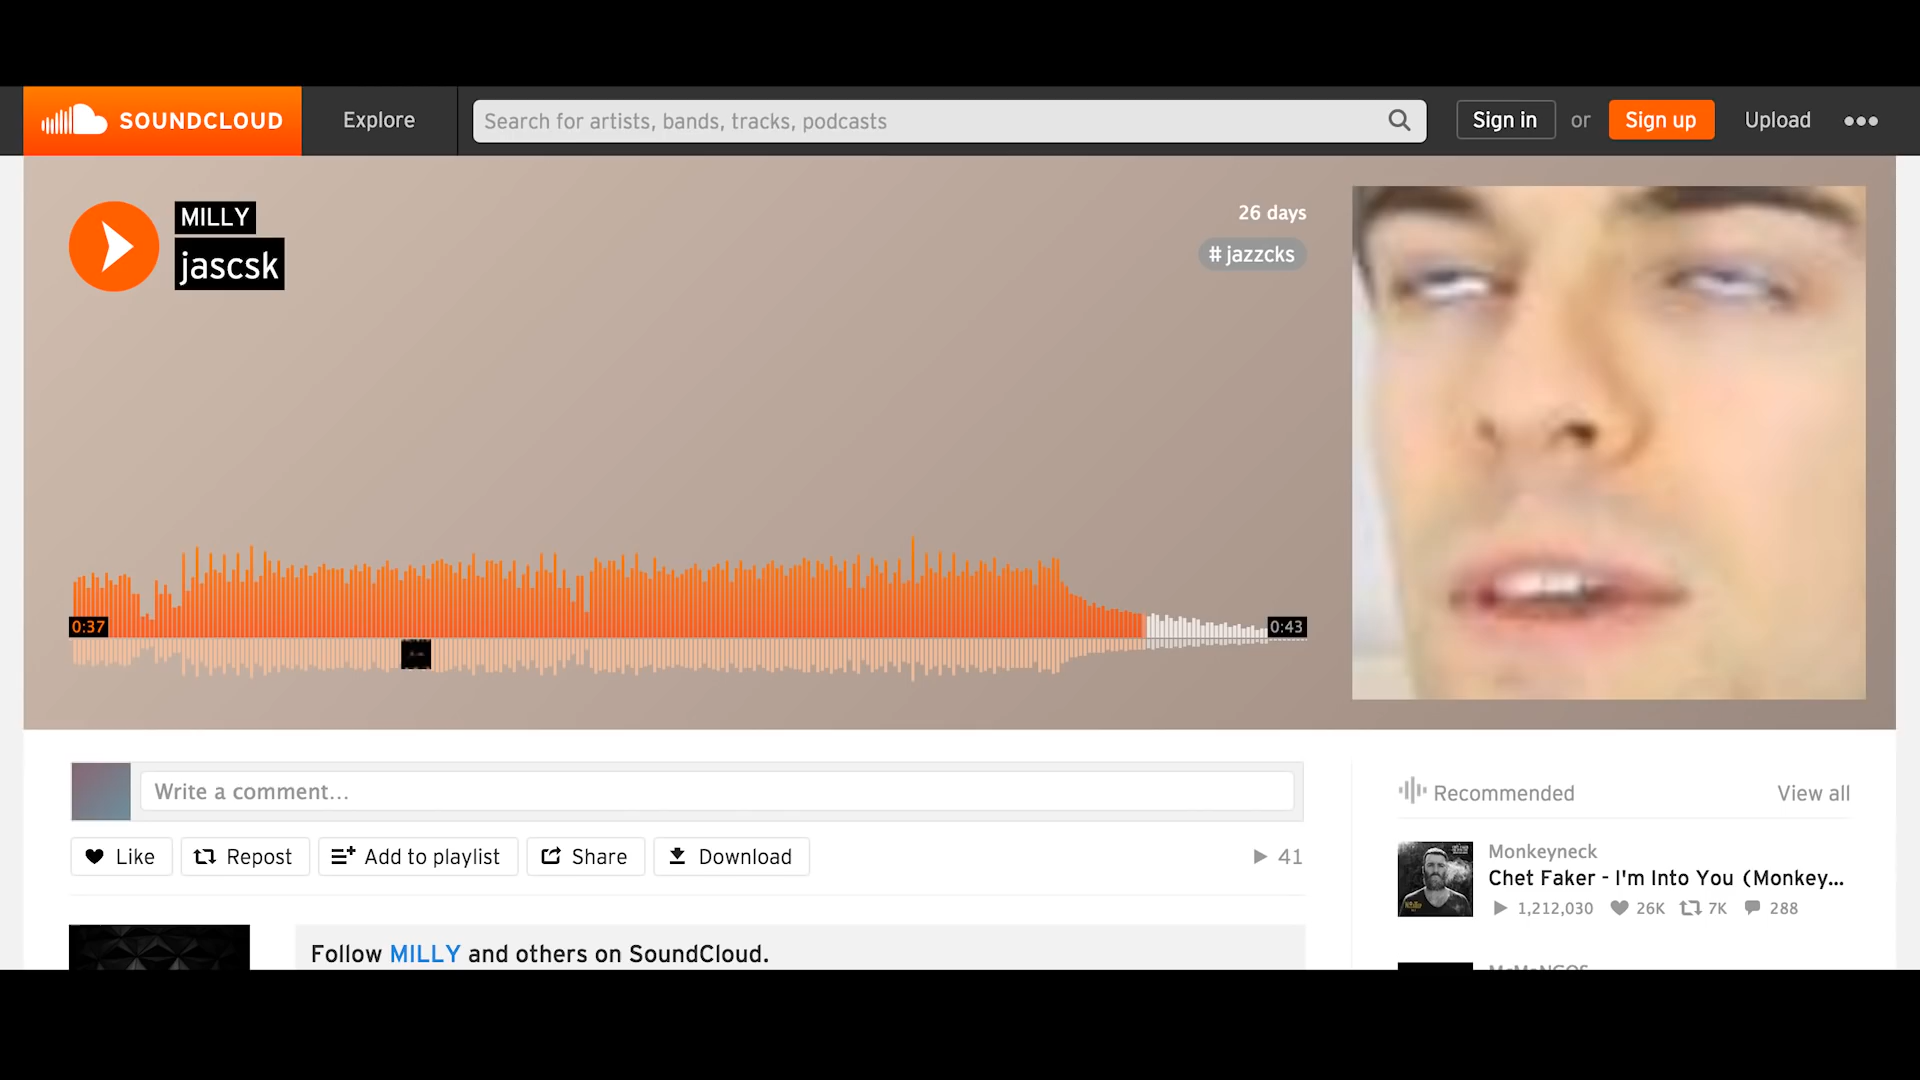 SOUNDCLOUD
Explore
Search for artists, bands, tracks, podcasts
Sign in or Sign up
Upload
MILLY
jascsk
26 days
# jazzcks
0:37
0:43
Write a comment...
Like
Repost
Add to playlist
Share
Download
41
Follow MILLY and others on SoundCloud.
Recommended
View all
Monkeyneck
Chet Faker - I'm Into You (Monkey...
1,212,030 26K 7K 288